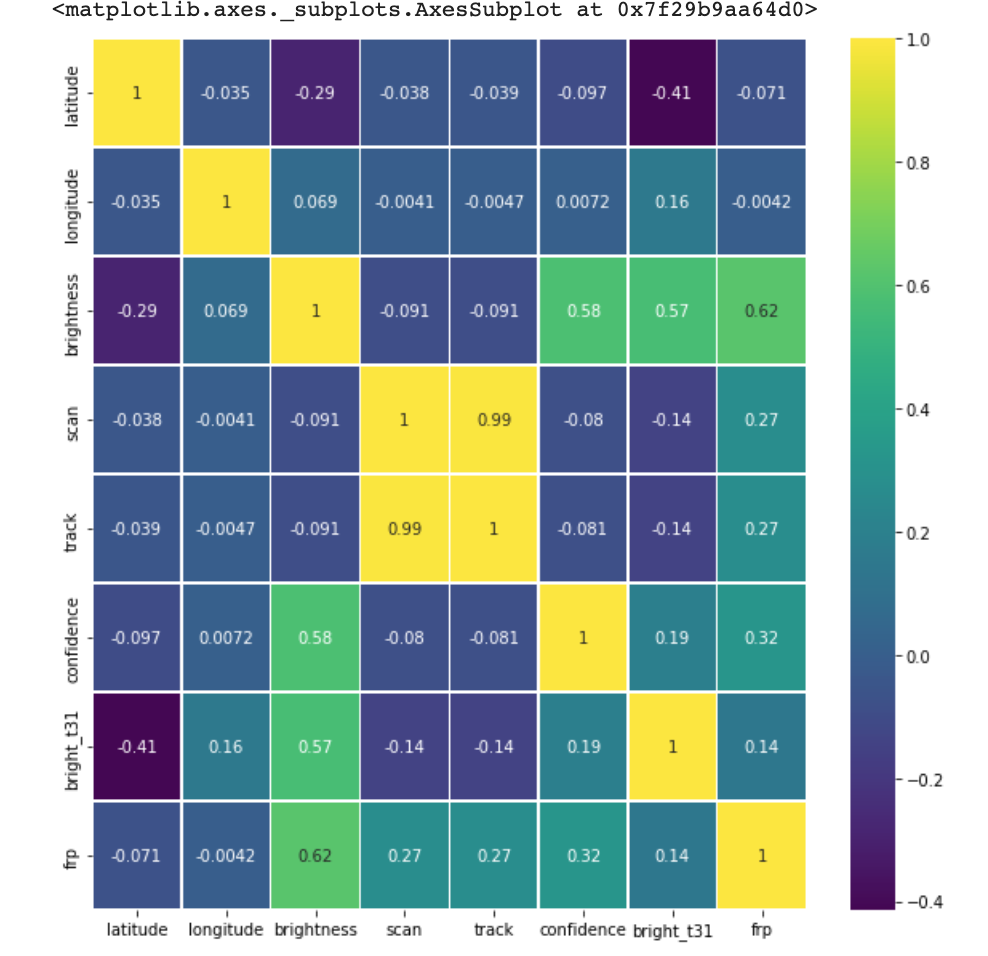 <matplotlib.axes._subplots.AxesSubplot at 0x7f29b9aa64d0>
latitude 1 -0.035 -0.29 -0.038 -0.039 -0.097 -0.41 -0.071
longitude -0.035 1 0.069 -0.0041 -0.0047 0.0072 0.16 -0.0042
brightness -0.29 0.069 1 -0.091 -0.091 0.58 0.57 0.62
scan -0.038 -0.0041 -0.091 1 0.99 -0.08 -0.14 0.27
track -0.039 -0.0047 -0.091 0.99 1 -0.081 -0.14 0.27
confidence -0.097 0.0072 0.58 -0.08 -0.081 1 0.19 0.32
bright_t31 -0.41 0.16 0.57 -0.14 -0.14 0.19 1 0.14
frp -0.071 -0.0042 0.62 0.27 0.27 0.32 0.14 1
latitude longitude brightness scan track confidence bright_t31 frp
1.0
0.8
0.6
0.4
0.2
0.0
−0.2
−0.4